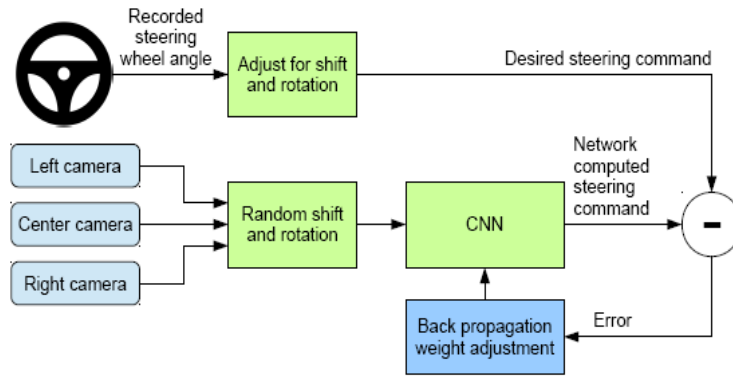 Recorded
steering
wheel angle
Adjust for shift
and rotation
Desired steering command
Left camera
Center camera
Right camera
Random shift
and rotation
CNN
Network
computed
steering
command
-
Back propagation
weight adjustment
Error